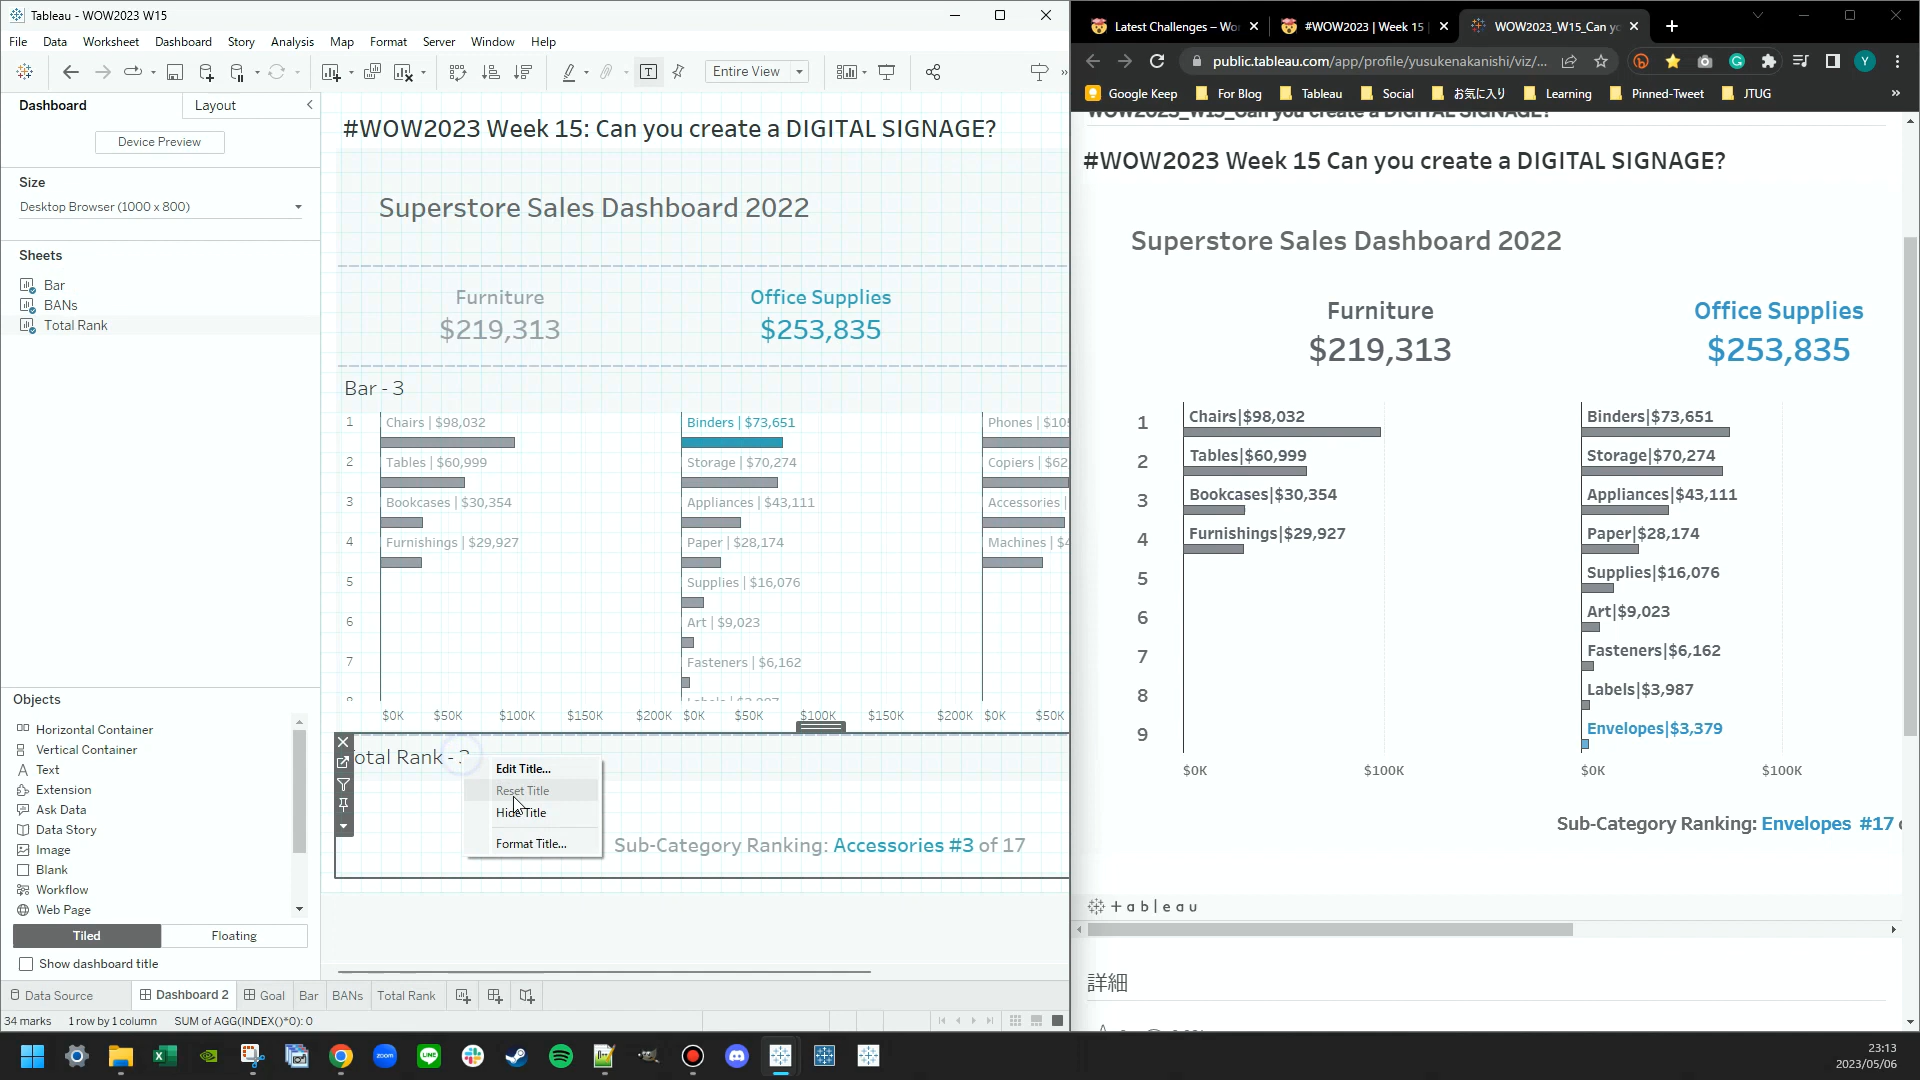 Tableau - WOW2023 W15
File Data Worksheet Dashboard Story Analysis Map Format Server Window Help
Entire View
Dashboard Layout
Device Preview
Size
Desktop Browser (1000 x 800)
Sheets
Bar
BANs
Total Rank
Objects
Horizontal Container
Vertical Container
Text
Extension
Ask Data
Data Story
Image
Blank
Workflow
Web Page
Tiled Floating
Show dashboard title
#WOW2023 Week 15: Can you create a DIGITAL SIGNAGE?
Superstore Sales Dashboard 2022
Furniture Office Supplies
$219,313 $253,835
Bar - 3
1 Chairs | $98,032 Binders | $73,651 Phones | $10
2 Tables | $60,999 Storage | $70,274 Copiers | $62
3 Bookcases | $30,354 Appliances | $43,111 Accessories |
4 Furnishings | $29,927 Paper | $28,174 Machines | $4
5 Supplies | $16,076
6 Art | $9,023
7 Fasteners | $6,162
$0K $50K $100K $150K $200K $0K $50K $100K $150K $200K $0K $50K
otal Rank - 3
Edit Title...
Reset Title
Hide Title
Format Title...
Sub-Category Ranking: Accessories #3 of 17
Data Source Dashboard 2 Goal Bar BANs Total Rank
34 marks 1 row by 1 column SUM of AGG(INDEX()*0): 0
Latest Challenges – Wo #WOW2023 | Week 15 WOW2023_W15_Can yo
public.tableau.com/app/profile/yusukenakanishi/viz/...
Y
Google Keep For Blog Tableau Social お気に入り Learning Pinned-Tweet JTUG
WOW2023_W15_Can you create a DIGITAL SIGNAGE?
#WOW2023 Week 15 Can you create a DIGITAL SIGNAGE?
Superstore Sales Dashboard 2022
Furniture Office Supplies
$219,313 $253,835
1 Chairs|$98,032 Binders|$73,651
2 Tables|$60,999 Storage|$70,274
3 Bookcases|$30,354 Appliances|$43,111
4 Furnishings|$29,927 Paper|$28,174
5 Supplies|$16,076
6 Art|$9,023
7 Fasteners|$6,162
8 Labels|$3,987
9 Envelopes|$3,379
$0K $100K $0K $100K
Sub-Category Ranking: Envelopes #17
+ a b | e a u
詳細
zoom
LINE
23:13
2023/05/06